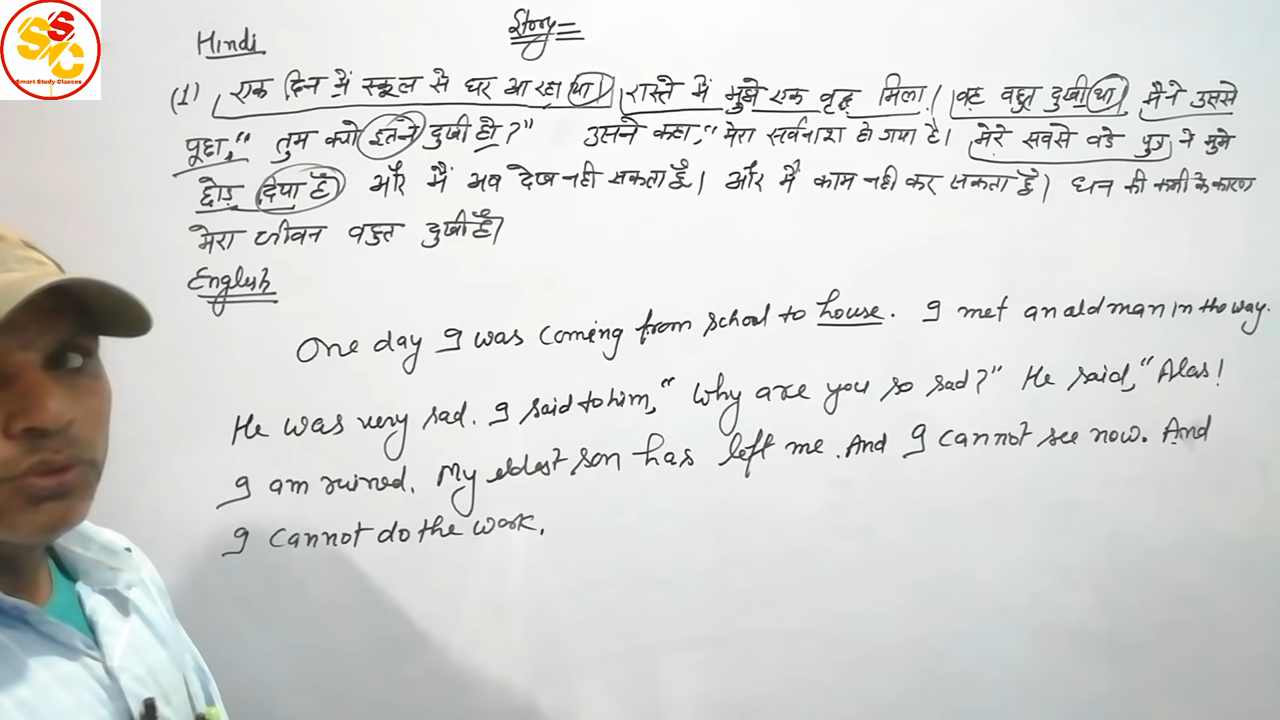 SSC
Smart Study Classes
Story
Hindi
(1) एक दिन मैं स्कूल से घर आ रहा था। रास्ते में मुझे एक वृद्ध मिला। वह बहुत दुखी था। मैंने उससे
पूछा," तुम क्यों इतने दुखी हो?" उसने कहा," मेरा सर्वनाश हो गया है। मेरे सबसे बडे पुत्र ने मुझे
छोड़ दिया है और मैं अब देख नही सकता हूँ। और मैं काम नही कर सकता हूँ। धन की कमी के कारण
मेरा जीवन बहुत दुखी है।
English
One day I was coming from school to house. I met an old man in the way.
He was very sad. I said to him," Why are you so sad?" He said," Alas!
I am ruined. My eldest son has left me. And I cannot see now. And
I cannot do the work.